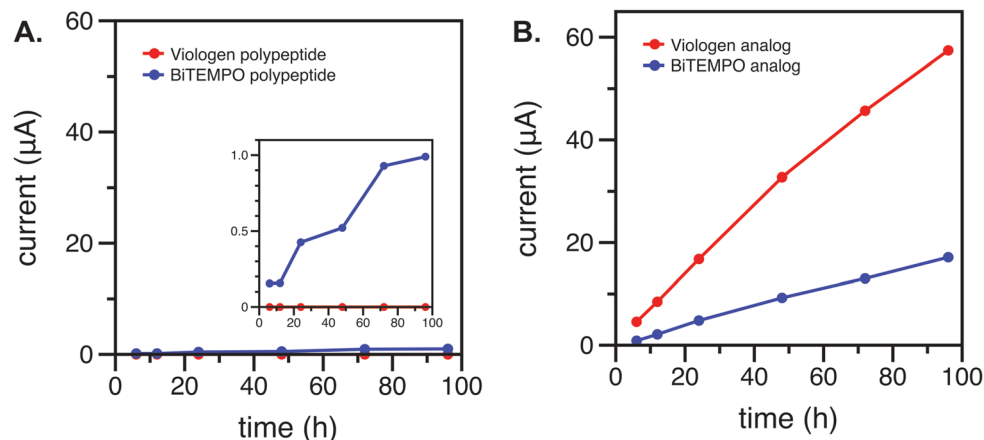 A.
Viologen polypeptide
BiTEMPO polypeptide
60
40
20
0
current (µA)
1.0
0.5
0
0 20 40 60 80 100
0 20 40 60 80 100
time (h)
B.
Viologen analog
BiTEMPO analog
60
40
20
0
current (µA)
0 20 40 60 80 100
time (h)